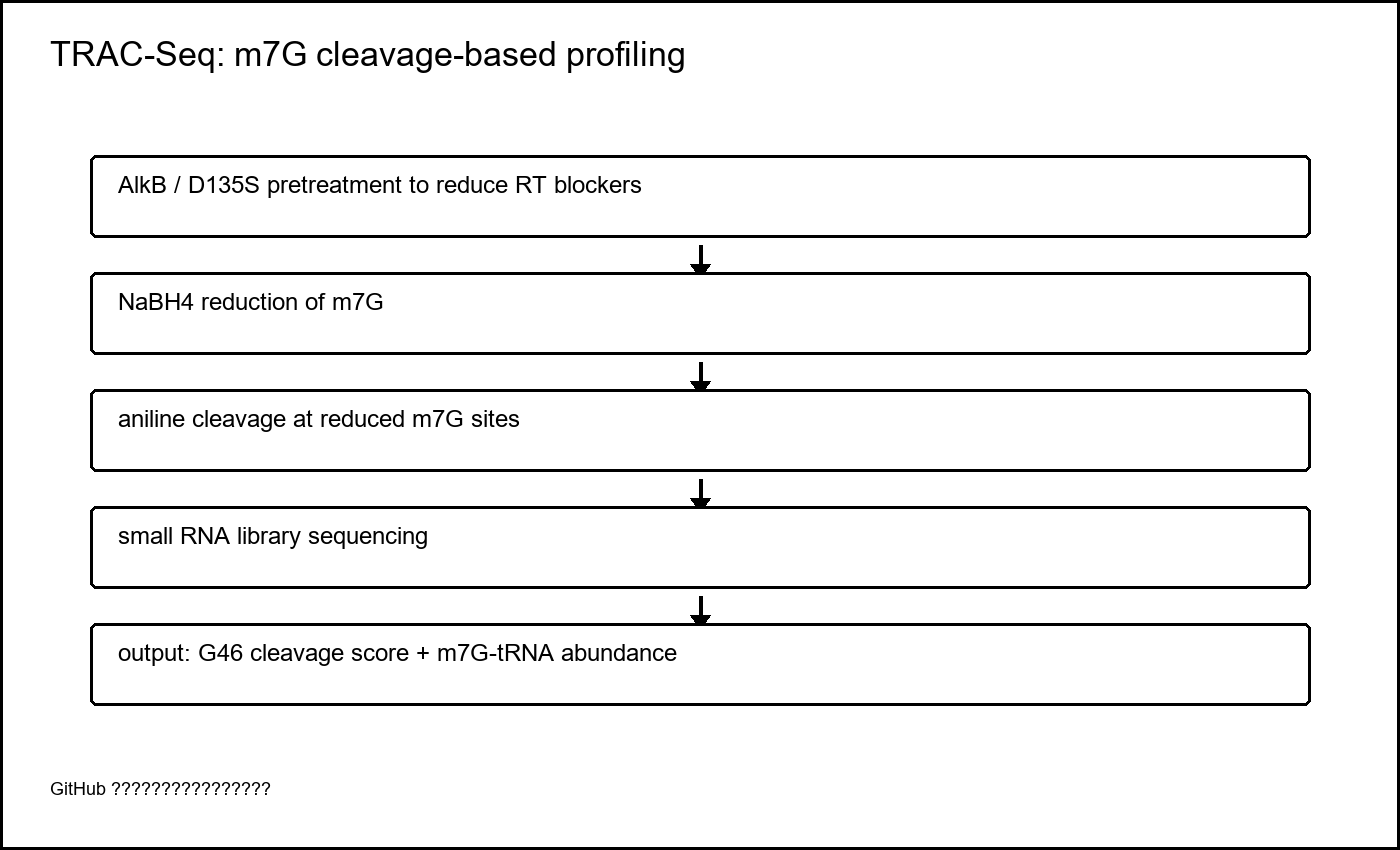 TRAC-Seq: m7G cleavage-based profiling
AlkB / D135S pretreatment to reduce RT blockers
NaBH4 reduction of m7G
aniline cleavage at reduced m7G sites
small RNA library sequencing
output: G46 cleavage score + m7G-tRNA abundance
GitHub ????????????????